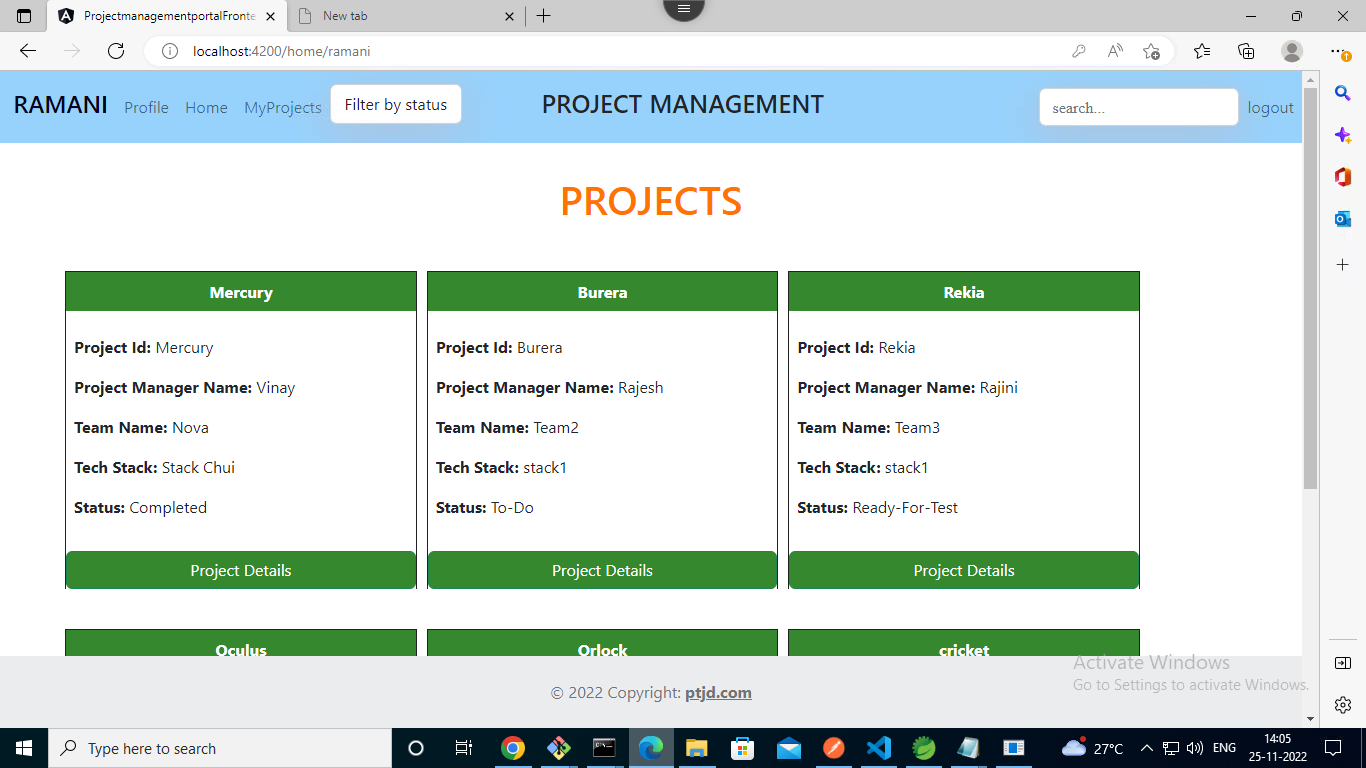 ProjectmanagementportalFronte
New tab
localhost:4200/home/ramani
RAMANI Profile Home MyProjects Filter by status PROJECT MANAGEMENT search... logout
PROJECTS
Mercury
Project Id: Mercury
Project Manager Name: Vinay
Team Name: Nova
Tech Stack: Stack Chui
Status: Completed
Project Details
Burera
Project Id: Burera
Project Manager Name: Rajesh
Team Name: Team2
Tech Stack: stack1
Status: To-Do
Project Details
Rekia
Project Id: Rekia
Project Manager Name: Rajini
Team Name: Team3
Tech Stack: stack1
Status: Ready-For-Test
Project Details
Oculus
Orlock
cricket
© 2022 Copyright: ptjd.com
Activate Windows
Go to Settings to activate Windows.
Type here to search
27°C
ENG
14:05
25-11-2022